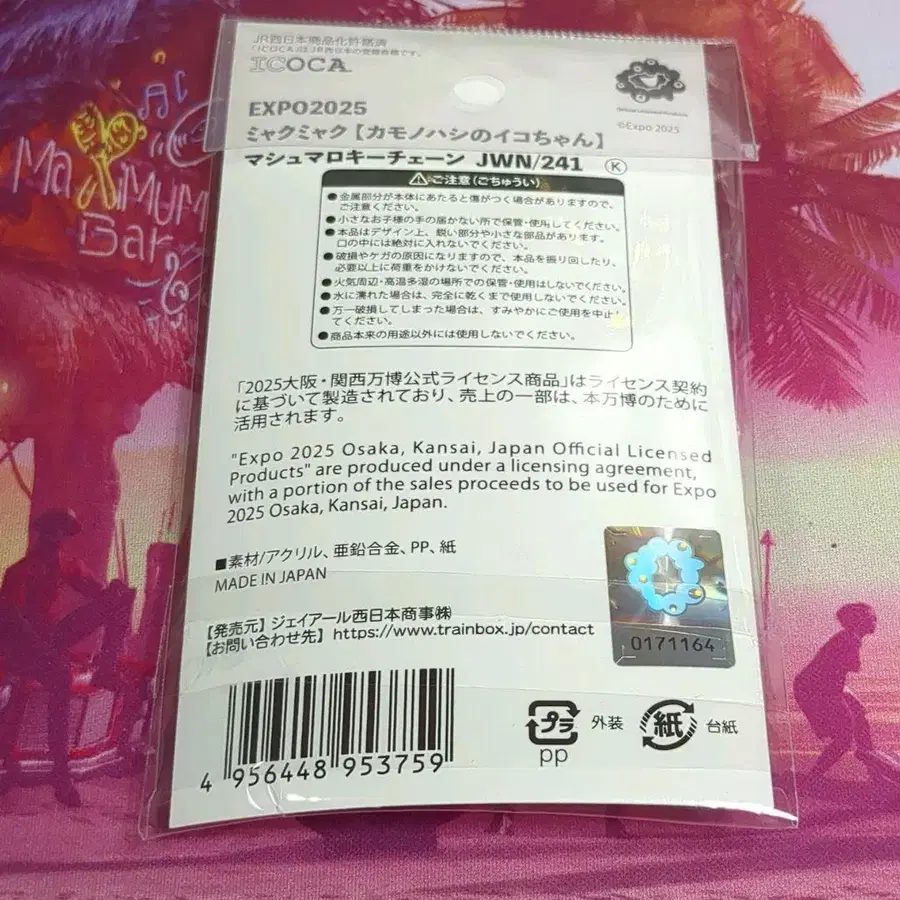 JR西日本商品化許諾済
「ICOCA」はJR西日本の登録商標です。
ICOCA
Official Licensed Products
©Expo 2025
EXPO2025
ミャクミャク【カモノハシのイコちゃん】
マシュマロキーチェーン JWN/241 Ⓚ
⚠ご注意(ごちゅうい)
●金属部分が本体にあたると傷がつく場合がありますので、
ご注意ください。
●小さなお子様の手の届かない所で保管・使用してください。
●本品はデザイン上、鋭い部分や小さな部品があります。
口の中には絶対に入れないでください。
●破損やケガの原因になりますので、本品を振り回したり、
必要以上に荷重をかけないでください。
●火気周辺・高温多湿の場所での保管・使用はしないでください。
●水に濡れた場合は、完全に乾くまで使用しないでください。
●万一破損してしまった場合は、すみやかにご使用を中止し
てください。
●商品本来の用途以外には使用しないでください。
「2025大阪・関西万博公式ライセンス商品」はライセンス契約
に基づいて製造されており、売上の一部は、本万博のために
活用されます。
"Expo 2025 Osaka, Kansai, Japan Official Licensed
Products" are produced under a licensing agreement,
with a portion of the sales proceeds to be used for Expo
2025 Osaka, Kansai, Japan.
■素材/アクリル、亜鉛合金、PP、紙
MADE IN JAPAN
0171164
【発売元】ジェイアール西日本商事㈱
【お問い合わせ先】https://www.trainbox.jp/contact
4 956448 953759
プラ 外装
PP
紙 台紙
Maximum
Bar